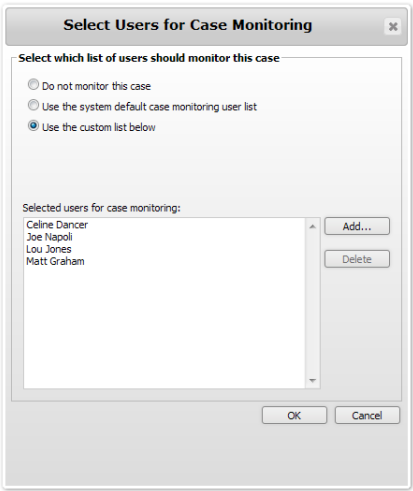 Select Users for Case Monitoring
Select which list of users should monitor this case
Do not monitor this case
Use the system default case monitoring user list
Use the custom list below
Selected users for case monitoring:
Celine Dancer
Joe Napoli
Lou Jones
Matt Graham
Add...
Delete
OK
Cancel